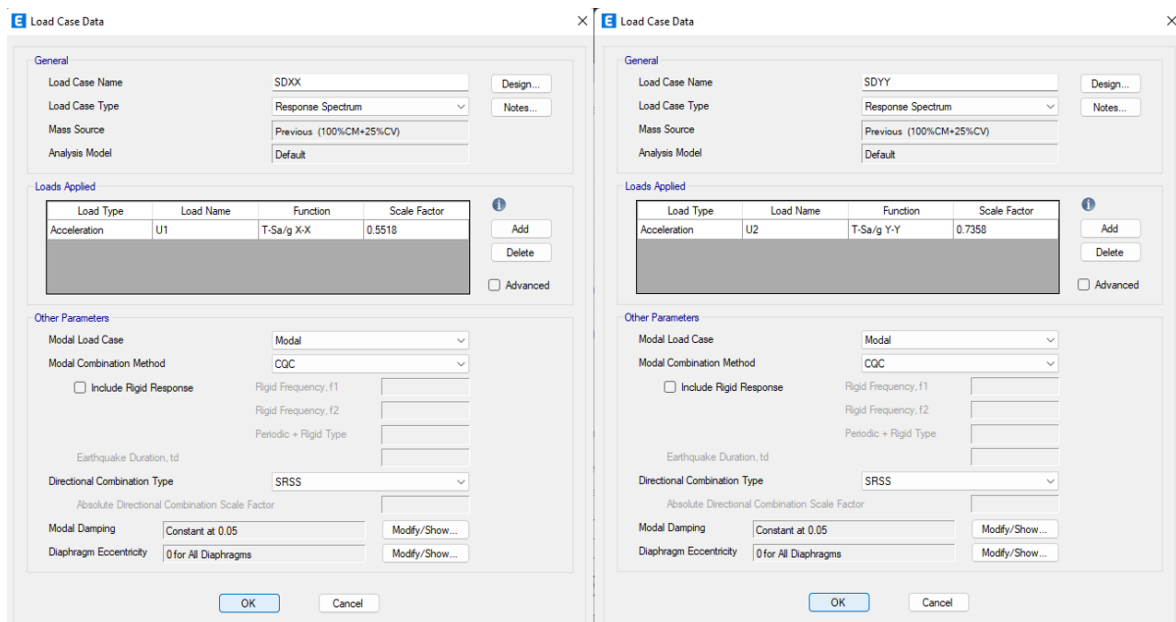 E Load Case Data
General
Load Case Name SDXX Design...
Load Case Type Response Spectrum Notes...
Mass Source Previous (100%CM+25%CV)
Analysis Model Default
Loads Applied
Load Type Load Name Function Scale Factor
Acceleration U1 T-Sa/g X-X 0.5518 Add
Delete
Advanced
Other Parameters
Modal Load Case Modal
Modal Combination Method CQC
Include Rigid Response Rigid Frequency, f1
Rigid Frequency, f2
Periodic + Rigid Type
Earthquake Duration, td
Directional Combination Type SRSS
Absolute Directional Combination Scale Factor
Modal Damping Constant at 0.05 Modify/Show...
Diaphragm Eccentricity 0 for All Diaphragms Modify/Show...
OK Cancel
E Load Case Data
General
Load Case Name SDYY Design...
Load Case Type Response Spectrum Notes...
Mass Source Previous (100%CM+25%CV)
Analysis Model Default
Loads Applied
Load Type Load Name Function Scale Factor
Acceleration U2 T-Sa/g Y-Y 0.7358 Add
Delete
Advanced
Other Parameters
Modal Load Case Modal
Modal Combination Method CQC
Include Rigid Response Rigid Frequency, f1
Rigid Frequency, f2
Periodic + Rigid Type
Earthquake Duration, td
Directional Combination Type SRSS
Absolute Directional Combination Scale Factor
Modal Damping Constant at 0.05 Modify/Show...
Diaphragm Eccentricity 0 for All Diaphragms Modify/Show...
OK Cancel